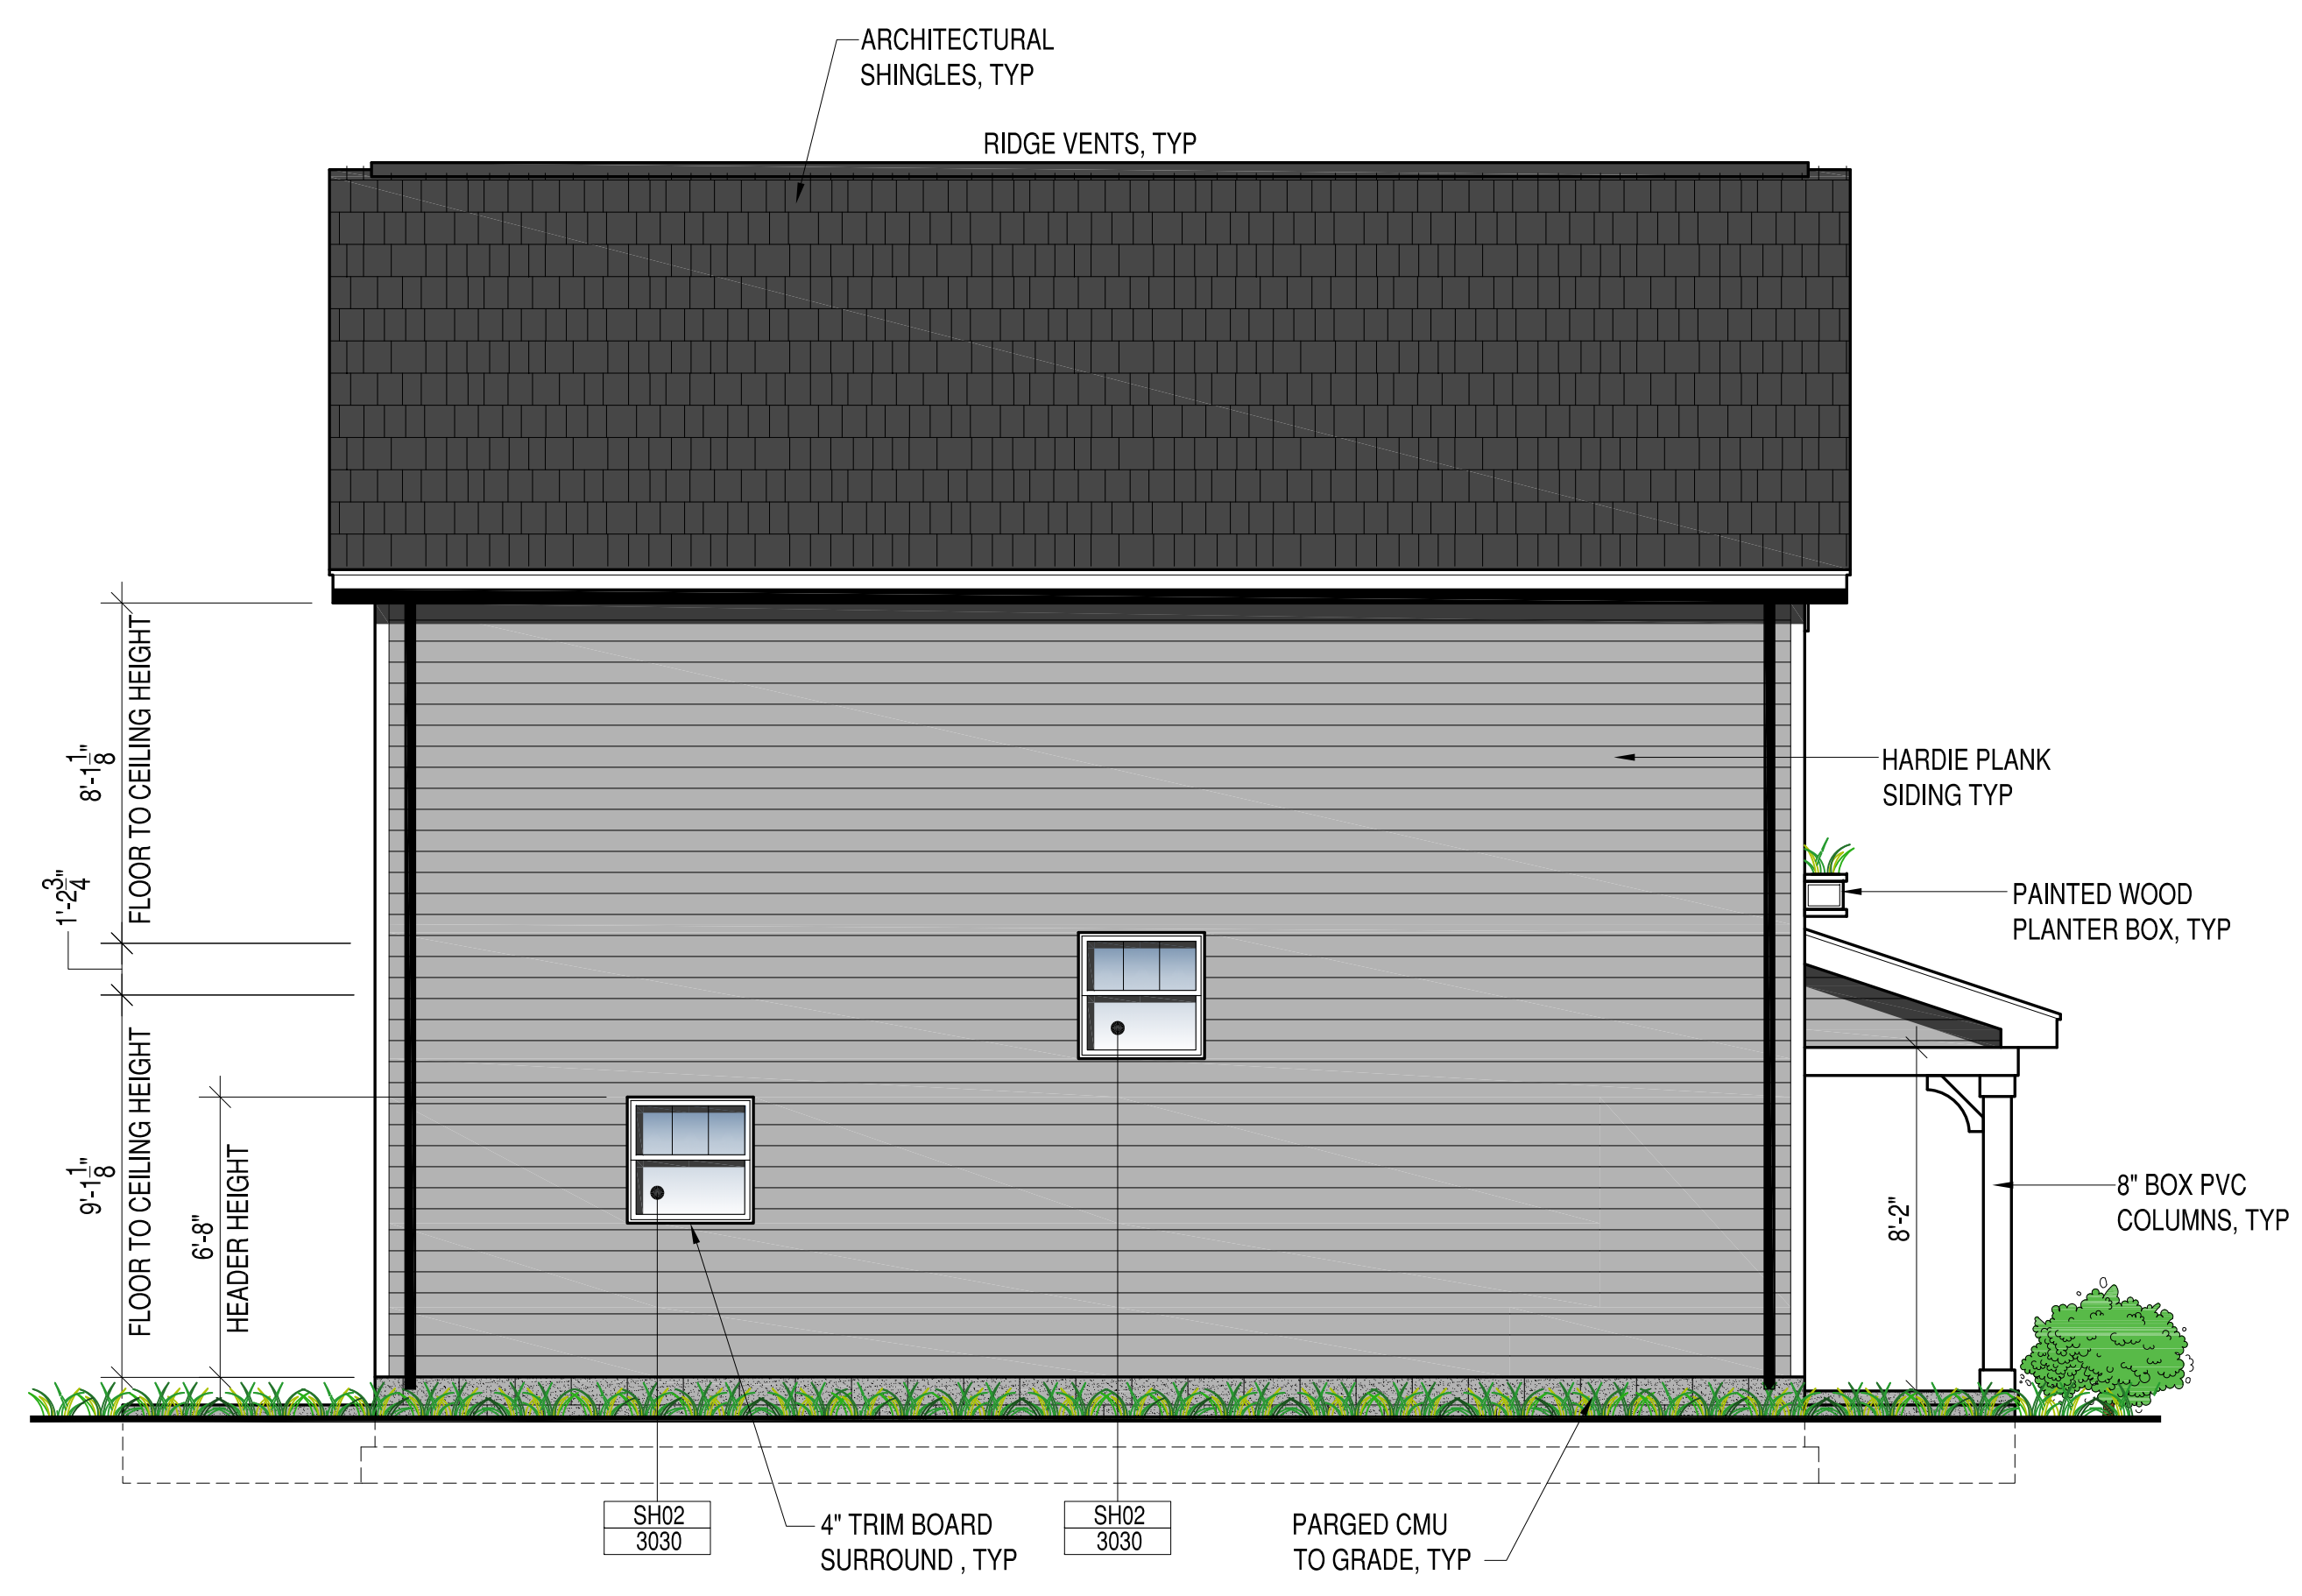 ARCHITECTURAL
SHINGLES, TYP
RIDGE VENTS, TYP
8'-1 1/8"
FLOOR TO CEILING HEIGHT
1'-2 3/4"
9'-1 1/8"
FLOOR TO CEILING HEIGHT
6'-8"
HEADER HEIGHT
HARDIE PLANK
SIDING TYP
PAINTED WOOD
PLANTER BOX, TYP
8'-2"
8" BOX PVC
COLUMNS, TYP
SH02
3030
4" TRIM BOARD
SURROUND , TYP
SH02
3030
PARGED CMU
TO GRADE, TYP